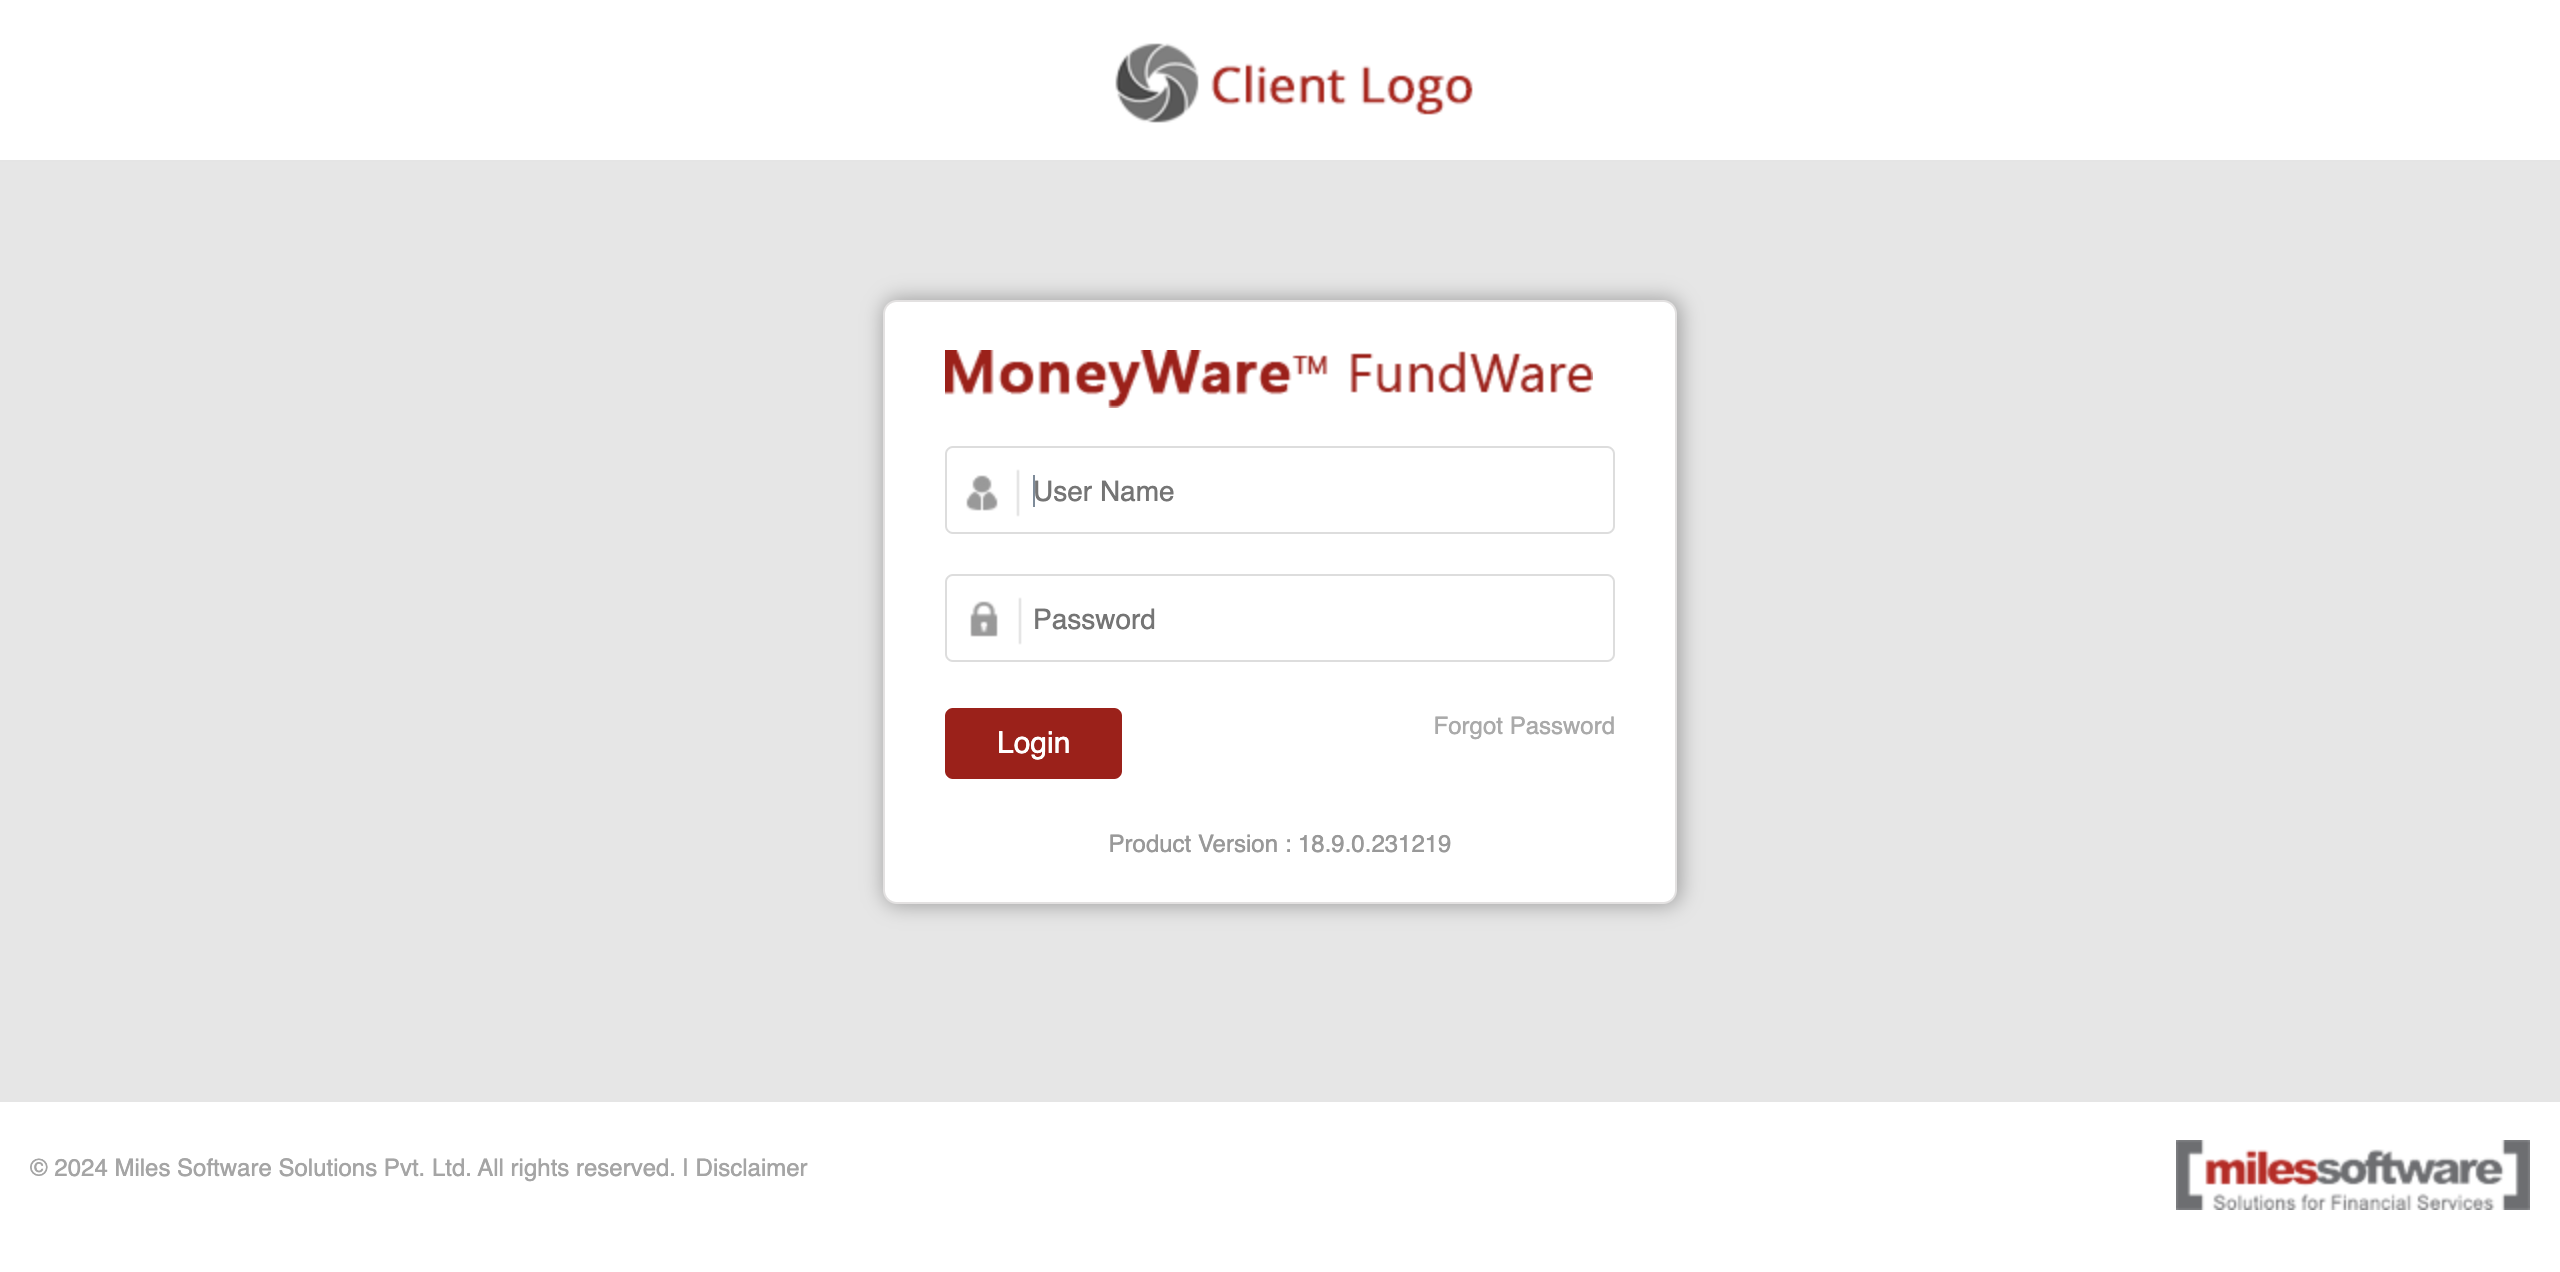 Client Logo
MoneyWare™ FundWare
User Name
Password
Login
Forgot Password
Product Version : 18.9.0.231219
© 2024 Miles Software Solutions Pvt. Ltd. All rights reserved. I Disclaimer
[milessoftware]
Solutions for Financial Services